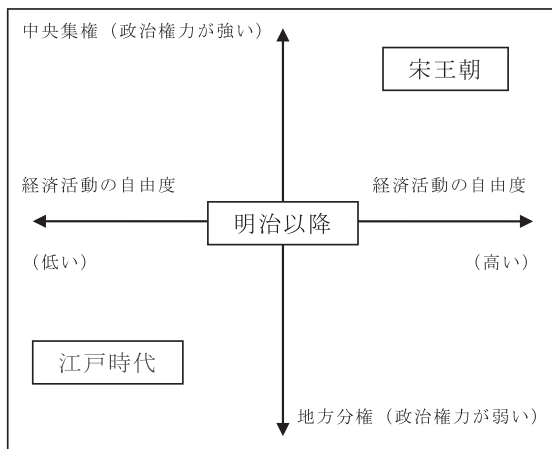 中央集権（政治権力が強い）
宋王朝
経済活動の自由度
経済活動の自由度
明治以降
（低い）
（高い）
江戸時代
地方分権（政治権力が弱い）